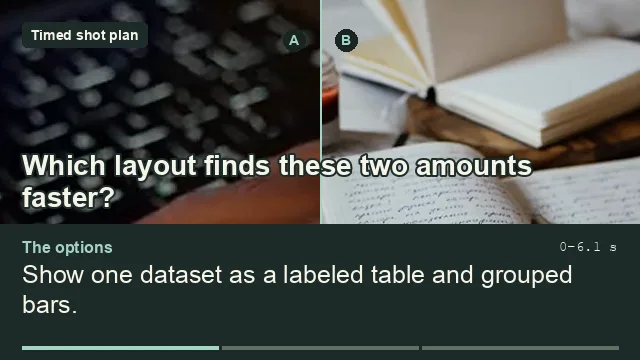 Timed shot plan
A
B
Which layout finds these two amounts
faster?
The options
0–6.1 s
Show one dataset as a labeled table and grouped
bars.